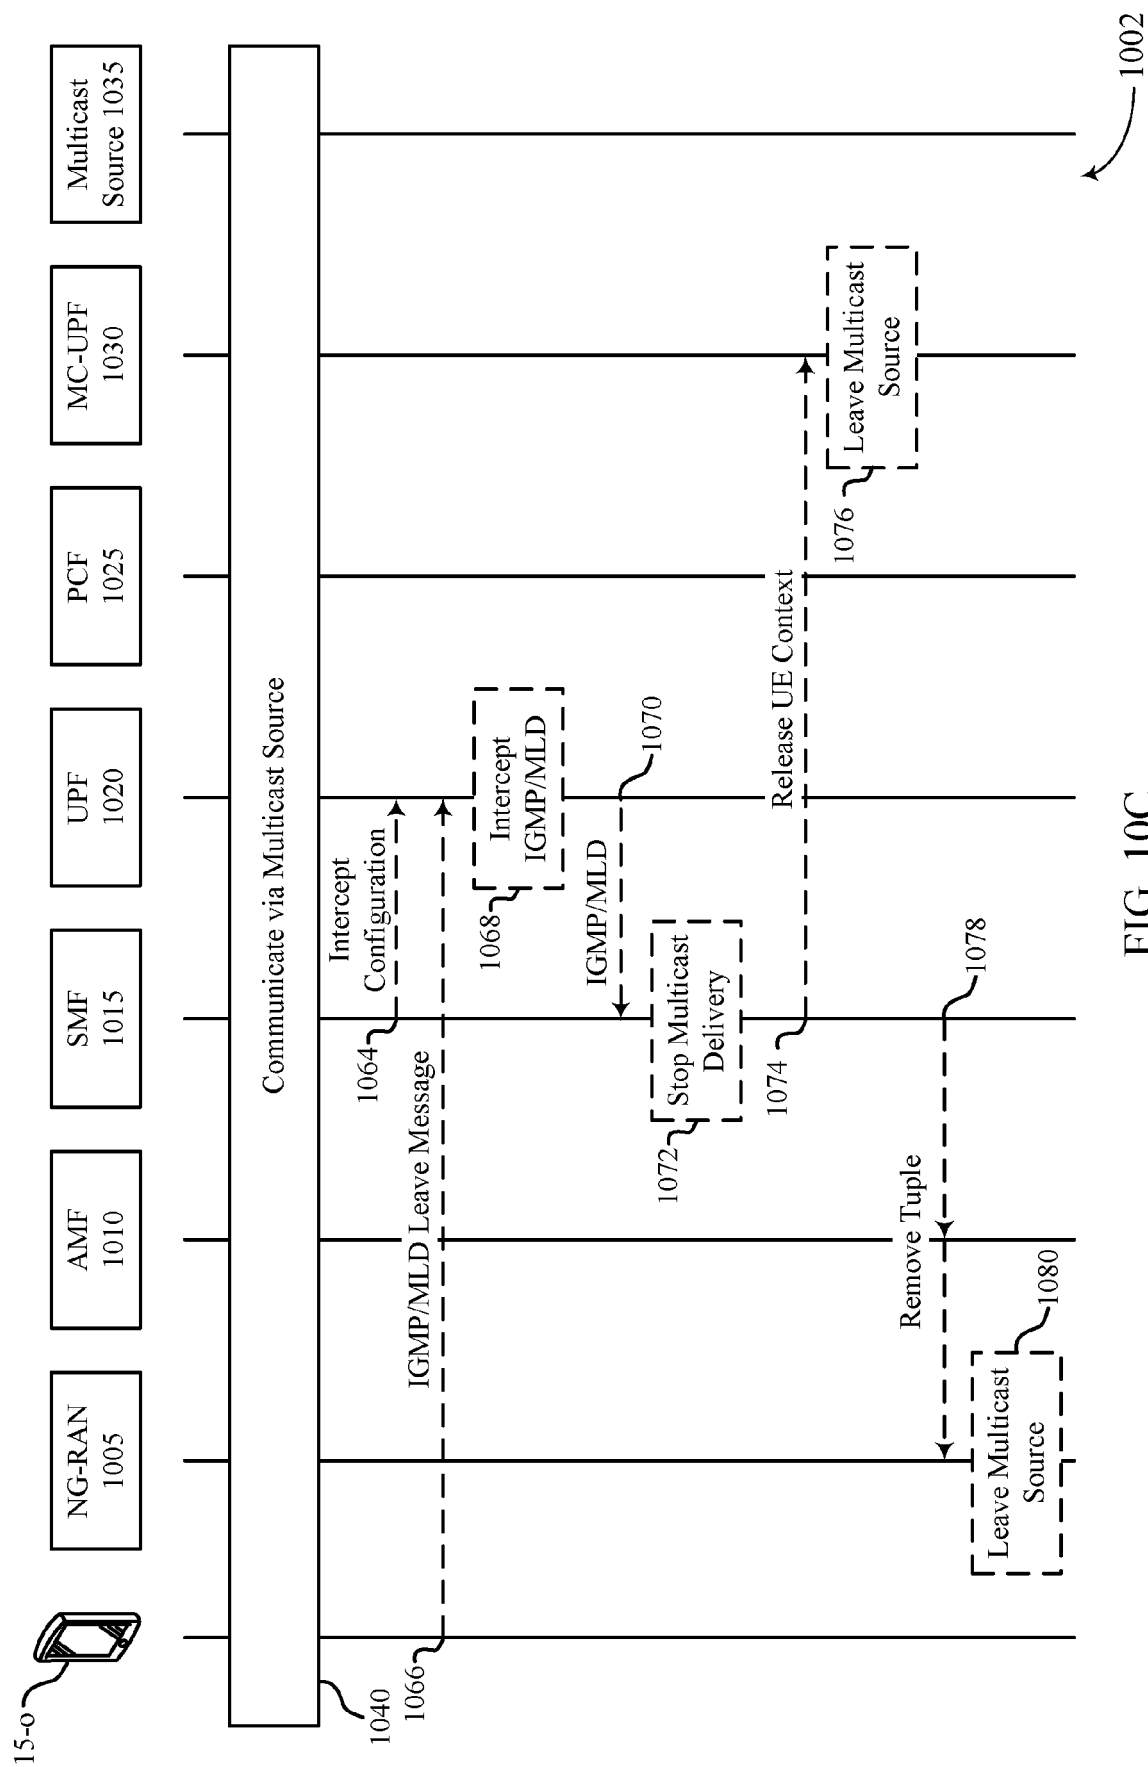 15-o
NG-RAN
1005
AMF
1010
SMF
1015
UPF
1020
PCF
1025
MC-UPF
1030
Multicast
Source 1035
Communicate via Multicast Source
1040
Intercept
Configuration
1064
IGMP/MLD Leave Message
1066
Intercept
IGMP/MLD
1068
IGMP/MLD
1070
Stop Multicast
Delivery
1072
Release UE Context
1074
Leave Multicast
Source
1076
Remove Tuple
1078
Leave Multicast
Source
1080
1002
FIG. 10C